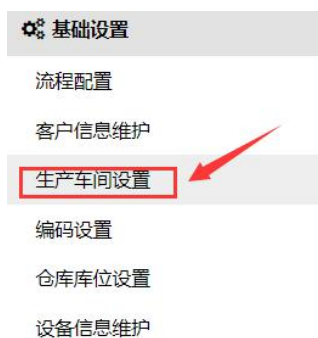 基础设置
流程配置
客户信息维护
生产车间设置
编码设置
仓库库位设置
设备信息维护